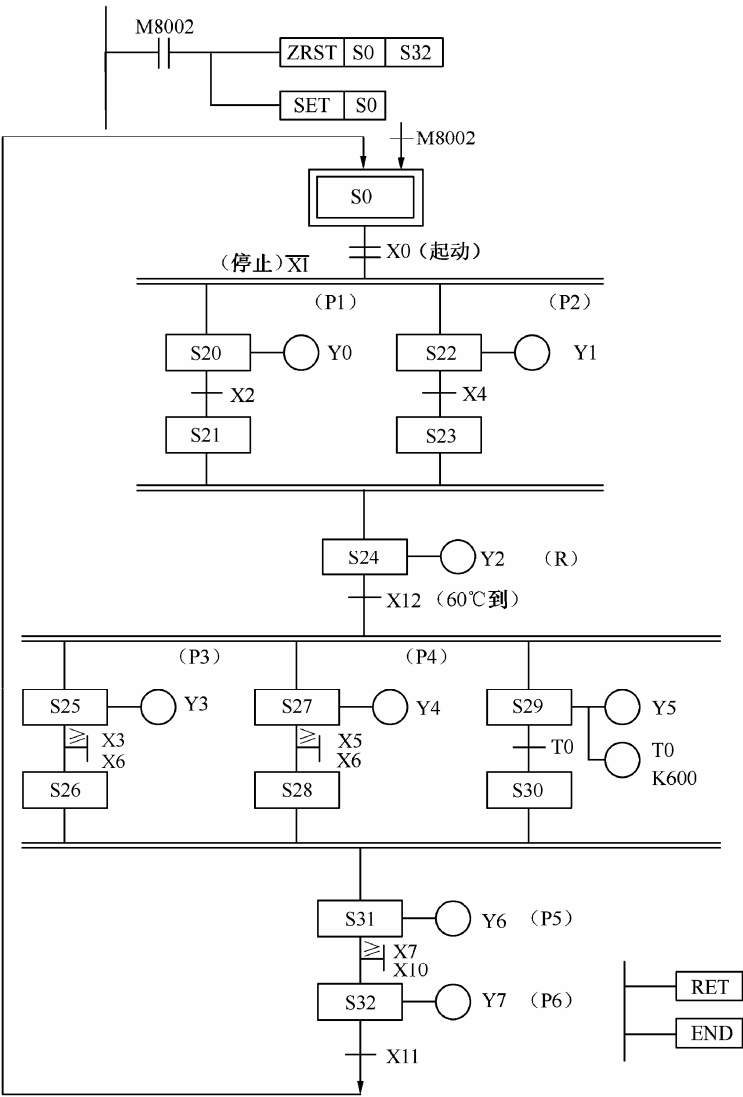 M8002
ZRST S0 S32
SET S0
M8002
S0
X0（起动）
（停止）X̅I̅
（P1） （P2）
S20 Y0 S22 Y1
X2 X4
S21 S23
S24 Y2 （R）
X12（60℃到）
（P3） （P4）
S25 Y3 S27 Y4 S29 Y5
≥ X3 ≥ X5 T0 T0
X6 X6 K600
S26 S28 S30
S31 Y6 （P5）
≥ X7
X10
RET
S32 Y7 （P6）
END
X11